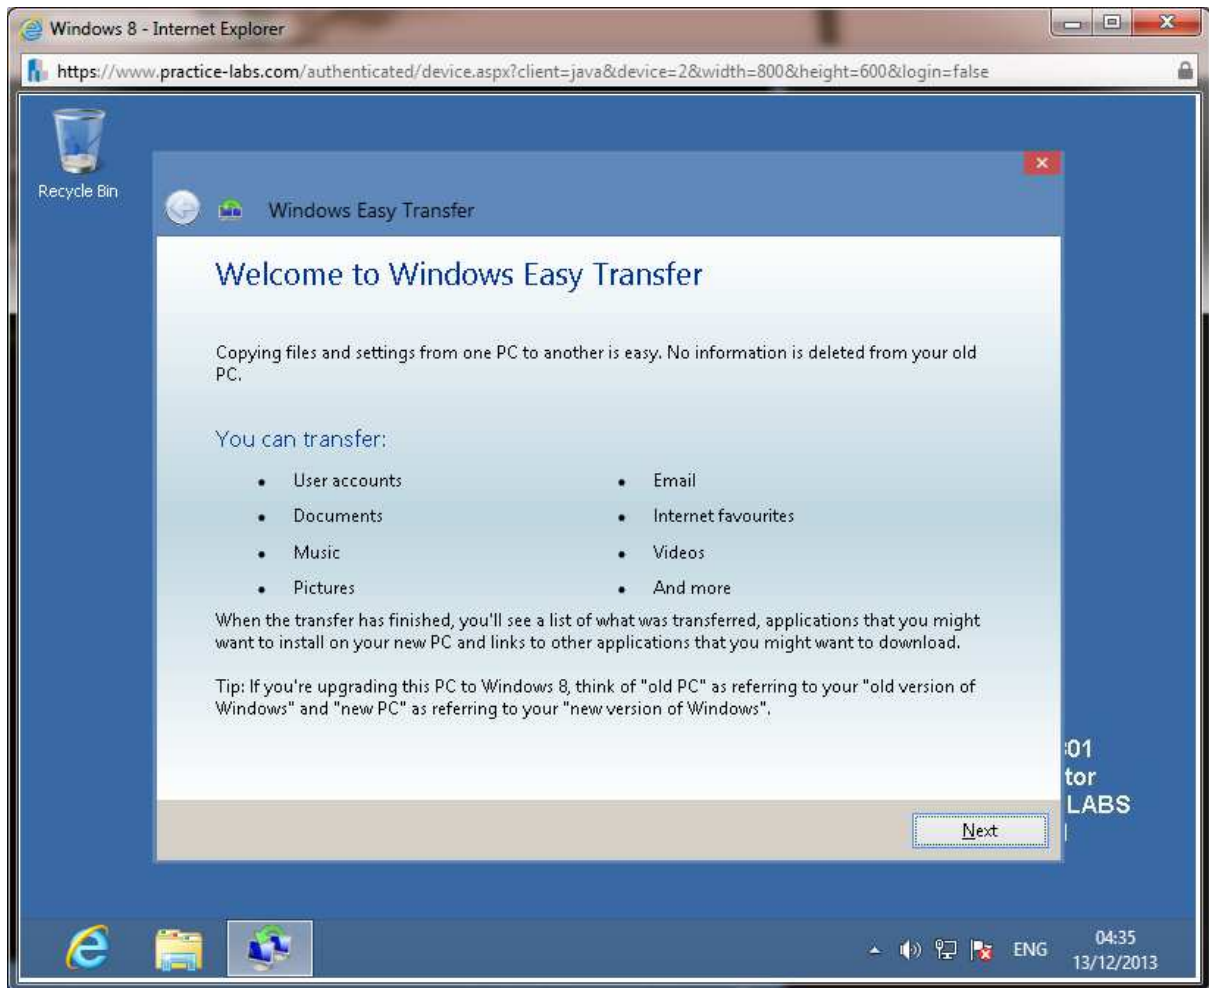 Windows 8 - Internet Explorer
https://www.practice-labs.com/authenticated/device.aspx?client=java&device=2&width=800&height=600&login=false
Recycle Bin
Windows Easy Transfer
Welcome to Windows Easy Transfer
Copying files and settings from one PC to another is easy. No information is deleted from your old
PC.
You can transfer:
• User accounts
• Email
• Documents
• Internet favourites
• Music
• Videos
• Pictures
• And more
When the transfer has finished, you'll see a list of what was transferred, applications that you might
want to install on your new PC and links to other applications that you might want to download.
Tip: If you're upgrading this PC to Windows 8, think of "old PC" as referring to your "old version of
Windows" and "new PC" as referring to your "new version of Windows".
01
tor
LABS
Next
ENG
04:35
13/12/2013